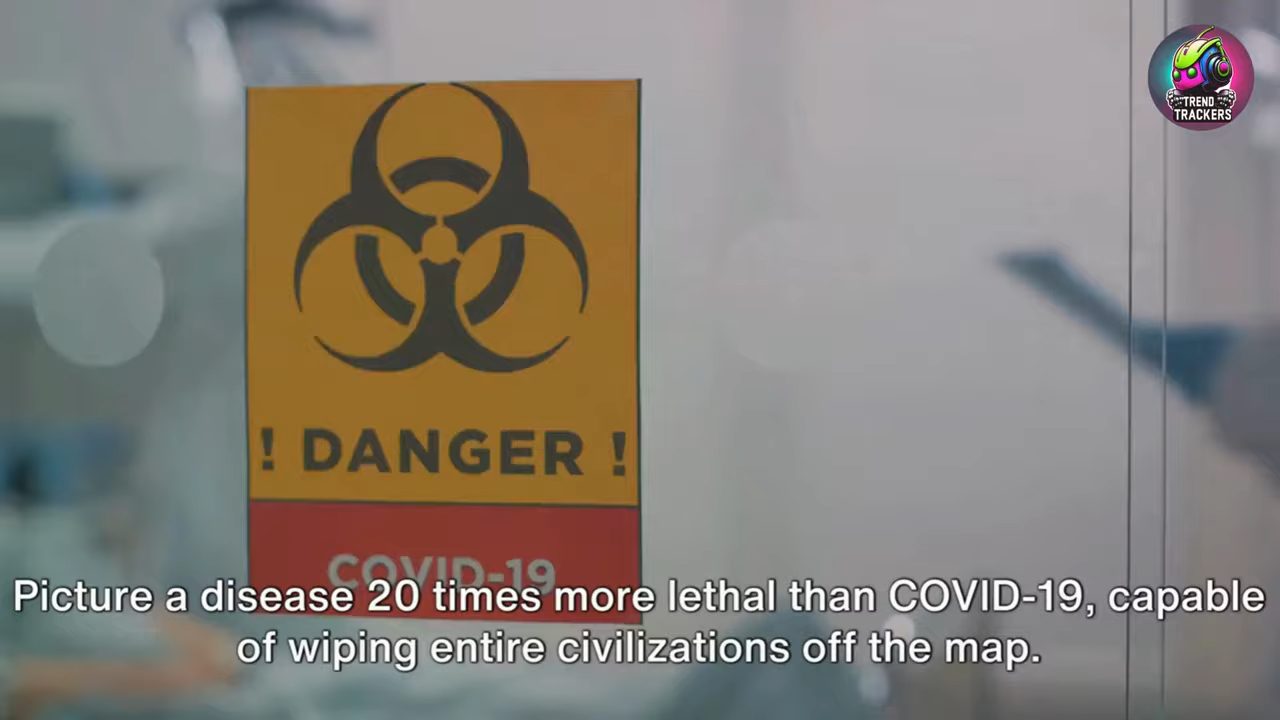 TREND
TRACKERS
! DANGER !
COVID-19
Picture a disease 20 times more lethal than COVID-19, capable
of wiping entire civilizations off the map.